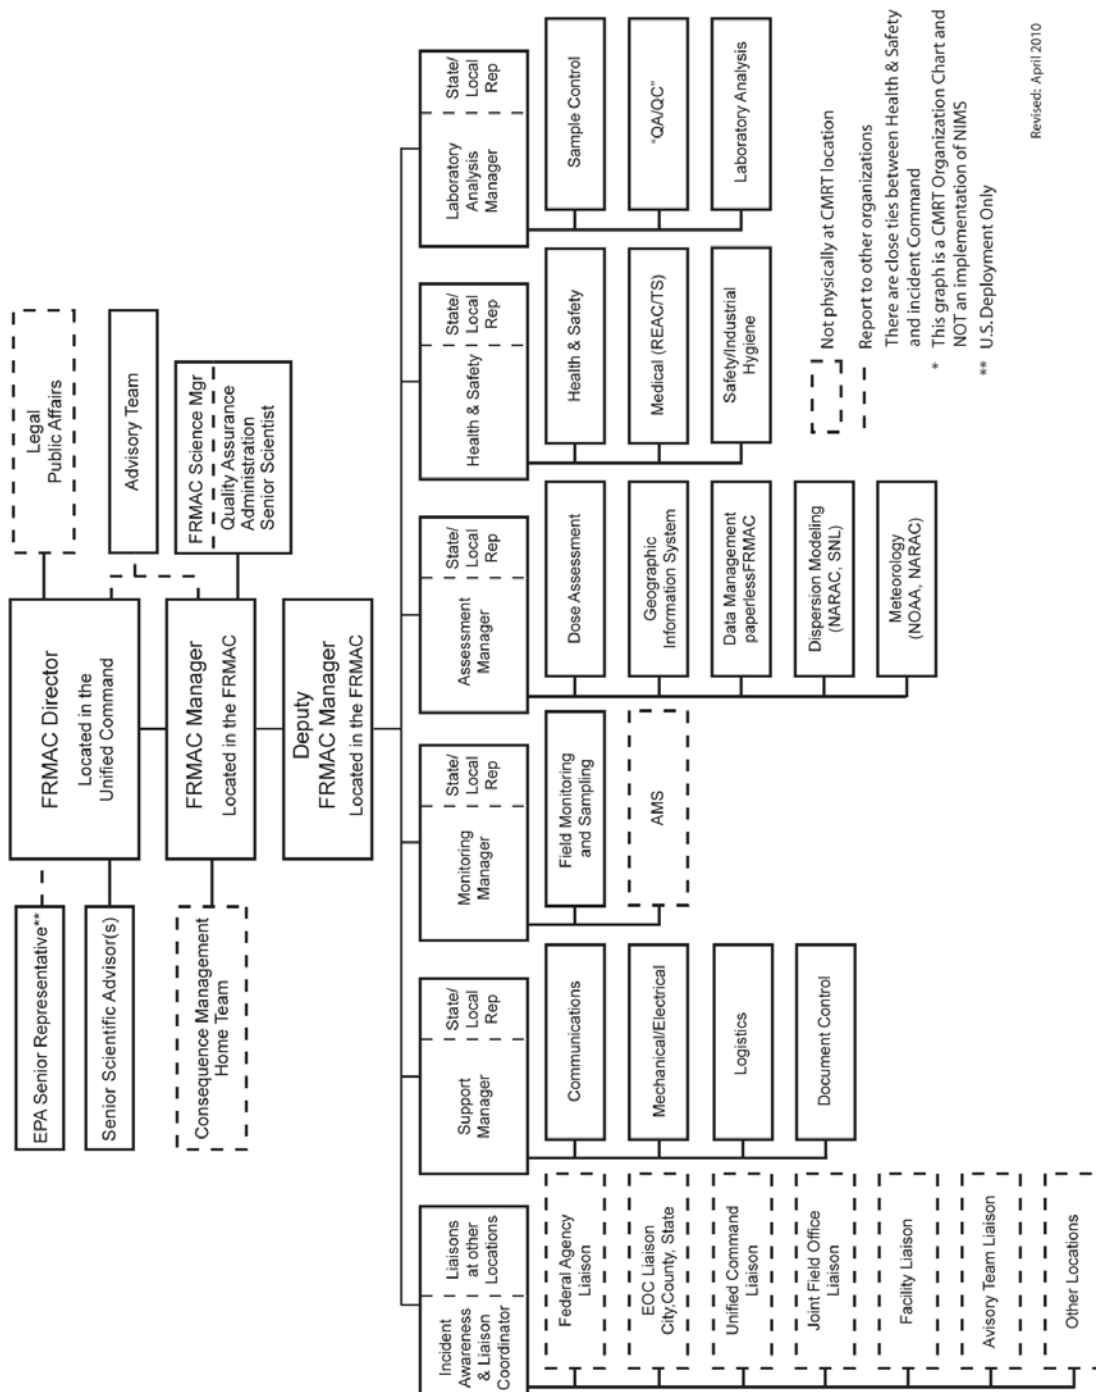 Legal
Public Affairs
Advisory Team
FRMAC Science Mgr
Quality Assurance
Administration
Senior Scientist
FRMAC Director
Located in the
Unified Command
FRMAC Manager
Located in the FRMAC
Deputy
FRMAC Manager
Located in the FRMAC
EPA Senior Representative**
Senior Scientific Advisor(s)
Consequence Management
Home Team
Incident
Awareness
& Liaison
Coordinator
Liaisons
at other
Locations
Federal Agency
Liaison
EOC Liaison
City,County, State
Unified Command
Liaison
Joint Field Office
Liaison
Facility Liaison
Avisory Team Liaison
Other Locations
Support
Manager
State/
Local
Rep
Communications
Mechanical/Electrical
Logistics
Document Control
Monitoring
Manager
State/
Local
Rep
Field Monitoring
and Sampling
AMS
Assessment
Manager
State/
Local
Rep
Dose Assessment
Geographic
Information System
Data Management
paperlessFRMAC
Dispersion Modeling
(NARAC, SNL)
Meteorology
(NOAA, NARAC)
Health & Safety
State/
Local
Rep
Health & Safety
Medical (REAC/TS)
Safety/Industrial
Hygiene
Laboratory
Analysis
Manager
State/
Local
Rep
Sample Control
"QA/QC"
Laboratory Analysis
Not physically at CMRT location
Report to other organizations
There are close ties between Health & Safety
and incident Command
* This graph is a CMRT Organization Chart and
NOT an implementation of NIMS
** U.S. Deployment Only
Revised: April 2010